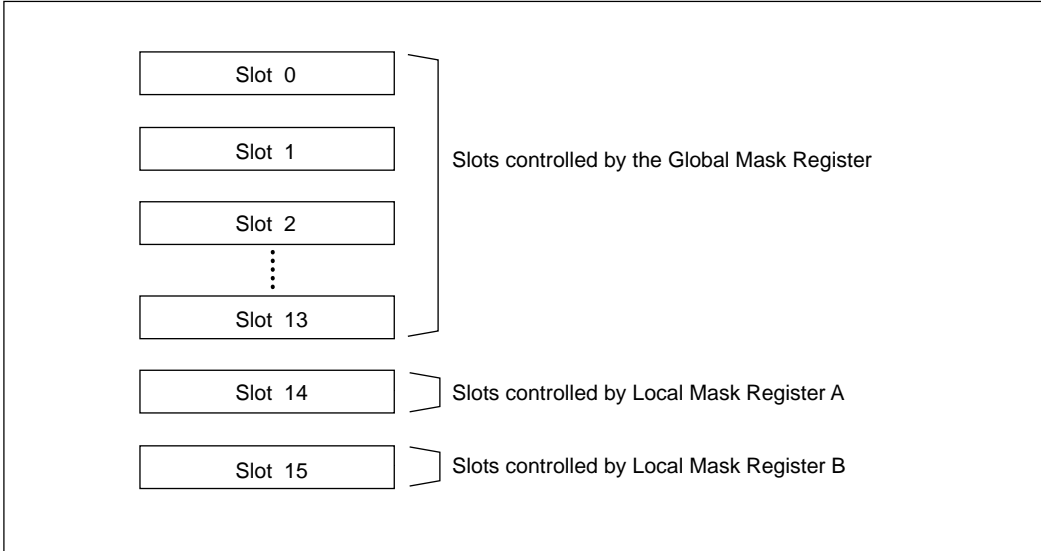 Slot 0
Slot 1
Slots controlled by the Global Mask Register
Slot 2
Slot 13
Slot 14
Slots controlled by Local Mask Register A
Slot 15
Slots controlled by Local Mask Register B